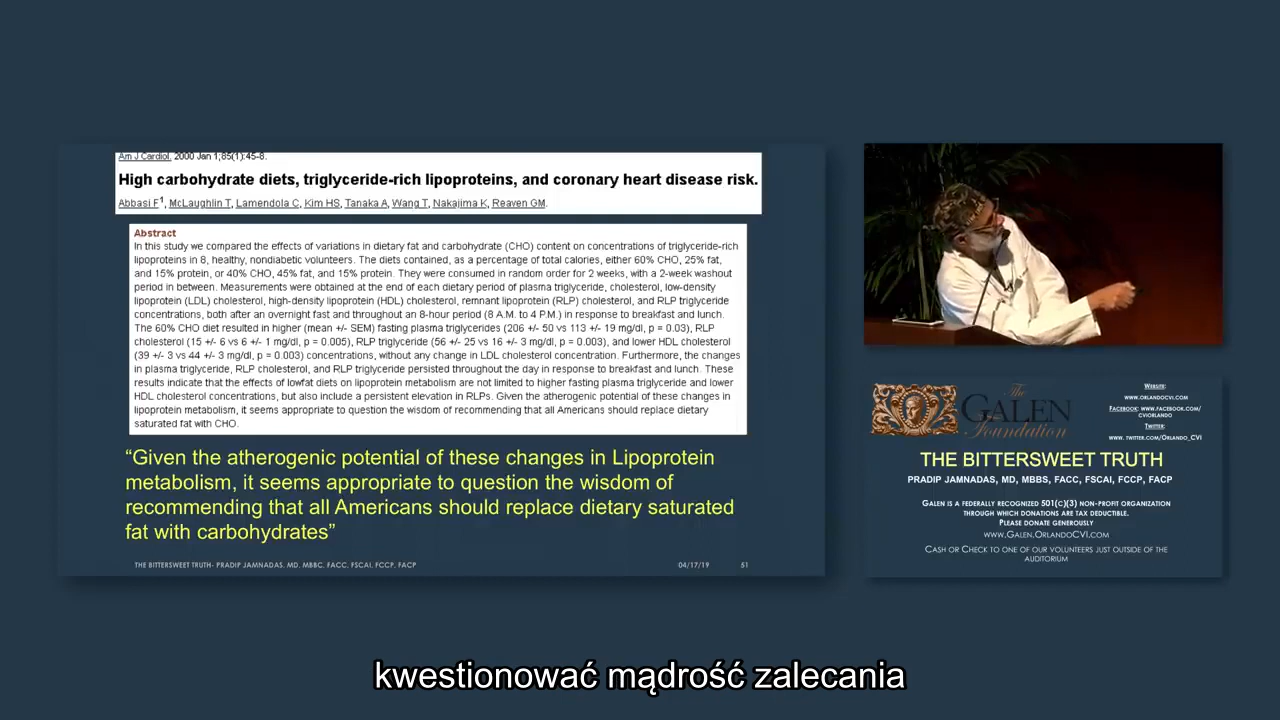 Am J Cardiol. 2000 Jan 1;85(1):45-8.
High carbohydrate diets, triglyceride-rich lipoproteins, and coronary heart disease risk.
Abbasi F1, McLaughlin T, Lamendola C, Kim HS, Tanaka A, Wang T, Nakajima K, Reaven GM.
Abstract
In this study we compared the effects of variations in dietary fat and carbohydrate (CHO) content on concentrations of triglyceride-rich
lipoproteins in 8, healthy, nondiabetic volunteers. The diets contained, as a percentage of total calories, either 60% CHO, 25% fat,
and 15% protein, or 40% CHO, 45% fat, and 15% protein. They were consumed in random order for 2 weeks, with a 2-week washout
period in between. Measurements were obtained at the end of each dietary period of plasma triglyceride, cholesterol, low-density
lipoprotein (LDL) cholesterol, high-density lipoprotein (HDL) cholesterol, remnant lipoprotein (RLP) cholesterol, and RLP triglyceride
concentrations, both after an overnight fast and throughout an 8-hour period (8 A.M. to 4 P.M.) in response to breakfast and lunch.
The 60% CHO diet resulted in higher (mean +/- SEM) fasting plasma triglycerides (206 +/- 50 vs 113 +/- 19 mg/dl, p = 0.03), RLP
cholesterol (15 +/- 6 vs 6 +/- 1 mg/dl, p = 0.005), RLP triglyceride (56 +/- 25 vs 16 +/- 3 mg/dl, p = 0.003), and lower HDL cholesterol
(39 +/- 3 vs 44 +/- 3 mg/dl, p = 0.003) concentrations, without any change in LDL cholesterol concentration. Furthermore, the changes
in plasma triglyceride, RLP cholesterol, and RLP triglyceride persisted throughout the day in response to breakfast and lunch. These
results indicate that the effects of lowfat diets on lipoprotein metabolism are not limited to higher fasting plasma triglyceride and lower
HDL cholesterol concentrations, but also include a persistent elevation in RLPs. Given the atherogenic potential of these changes in
lipoprotein metabolism, it seems appropriate to question the wisdom of recommending that all Americans should replace dietary
saturated fat with CHO.
“Given the atherogenic potential of these changes in Lipoprotein
metabolism, it seems appropriate to question the wisdom of
recommending that all Americans should replace dietary saturated
fat with carbohydrates”
THE BITTERSWEET TRUTH- PRADIP JAMNADAS, MD, MBBC, FACC, FSCAI, FCCP, FACP 04/17/19 51
The
GALEN
Foundation
Website:
www.orlandocvi.com
Facebook: www.facebook.com/
cviorlando
Twitter:
www. twitter.com/Orlando_CVI
THE BITTERSWEET TRUTH
PRADIP JAMNADAS, MD, MBBS, FACC, FSCAI, FCCP, FACP
Galen is a federally recognized 501(c)(3) non-profit organization
through which donations are tax deductible.
Please donate generously
www.Galen.OrlandoCVI.com
Cash or Check to one of our volunteers just outside of the
auditorium
kwestionować mądrość zalecania